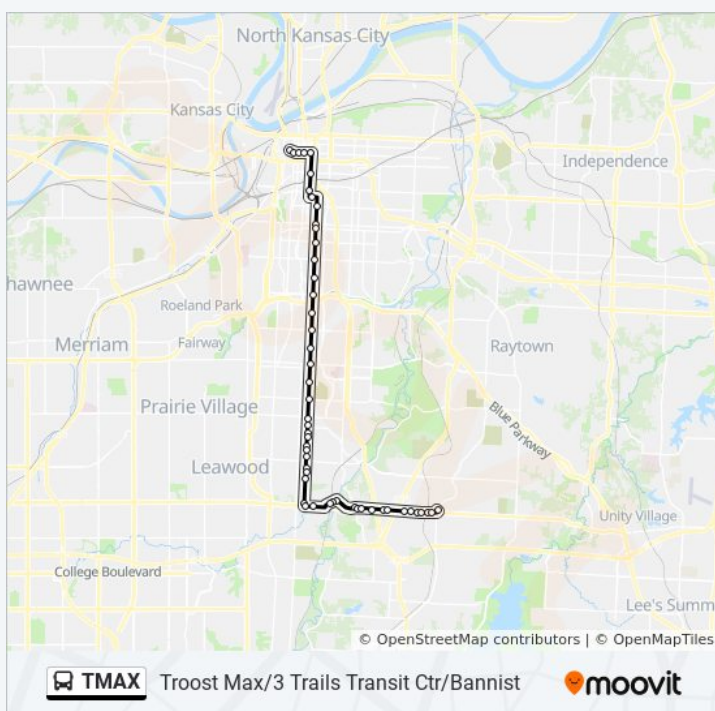 North Kansas City
Kansas City
Independence
hawnee
Roeland Park
Merriam
Fairway
Raytown
Prairie Village
Blue Parkway
Leawood
Unity Village
College Boulevard
Lee's Summ
© OpenStreetMap contributors | © OpenMapTiles
TMAX Troost Max/3 Trails Transit Ctr/Bannist moovit